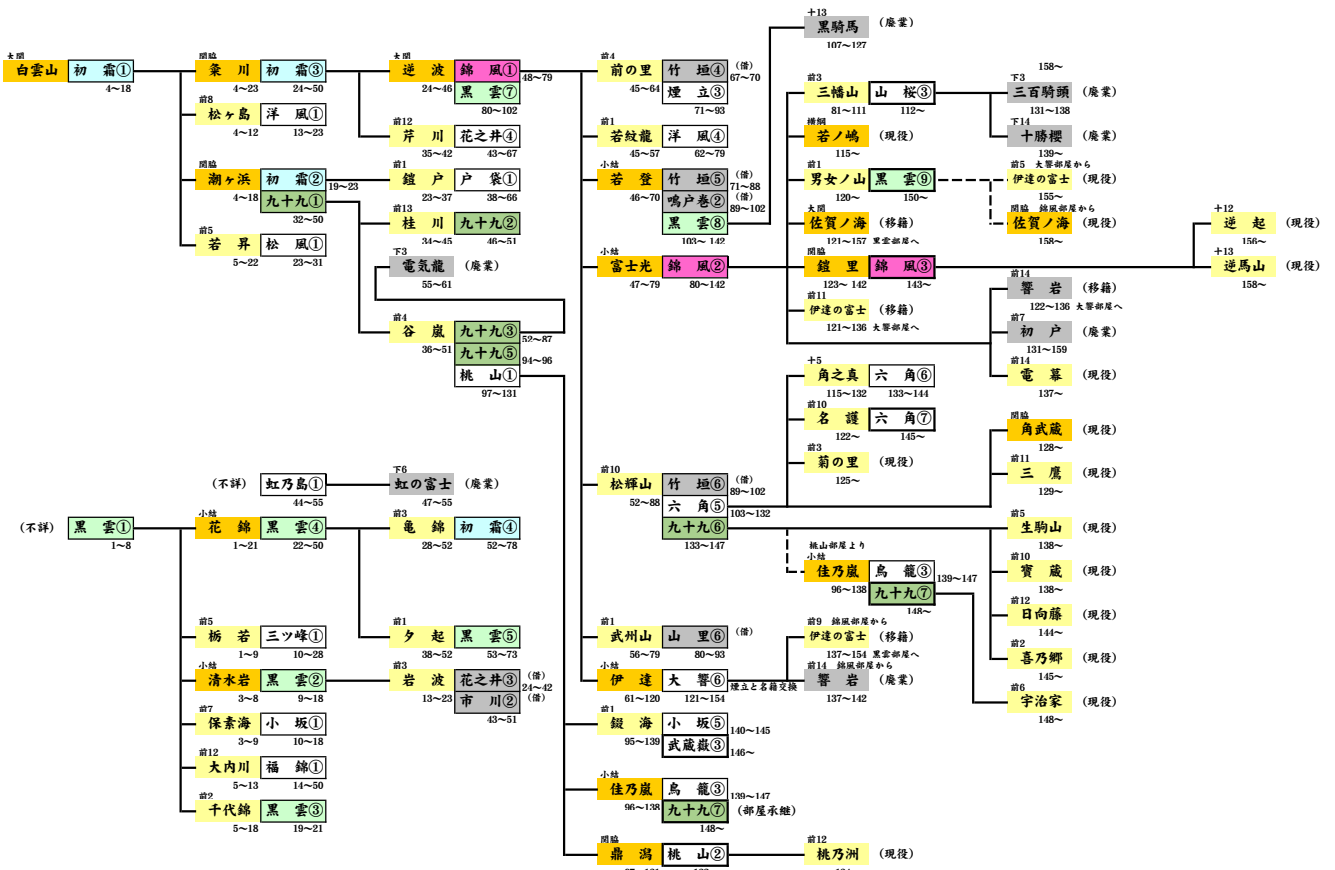 大関
白雲山 初霜①
4~18
関脇
粂川 初霜③
4~23 24~50
前8
松ヶ島 洋風①
4~12 13~23
関脇
潮ヶ浜 初霜② 19~23
4~18 九十九①
32~50
前5
若昇 松風①
5~22 23~31
大関
逆波 錦風① 48~79
24~46 黒雲⑦
80~102
前12
芹川 花之井④
35~42 43~67
前1
鎧戸 戸袋①
23~37 38~66
前13
桂川 九十九②
34~45 46~51
下3
電気龍 (廃業)
55~61
前4
谷嵐 九十九③ 52~87
36~51 九十九⑤ 94~96
桃山①
97~131
(不詳) 虹乃島①
44~55
下6
虹の富士 (廃業)
47~55
(不詳) 黒雲①
1~8
小結
花錦 黒雲④
1~21 22~50
前3
亀錦 初霜④
28~52 52~78
前5
栃若 三ツ峰①
1~9 10~28
前1
夕起 黒雲⑤
38~52 53~73
小結
清水岩 黒雲②
3~8 9~18
前3
岩波 花之井③ (借)
13~23 24~42
市川② (借)
43~51
前7
保素海 小坂①
3~9 10~18
前12
大内川 福錦①
5~13 14~50
前2
千代錦 黒雲③
5~18 19~21
前4
前の里 竹垣④ (借)
45~64 67~70
煙立③
71~93
前1
若紋龍 洋風④
45~57 62~79
小結
若登 竹垣⑤ (借)
46~70 71~88
鳴戸巻② (借)
89~102
黒雲⑧
103~142
小結
富士光 錦風②
47~79 80~142
前10
松輝山 竹垣⑥ (借)
52~88 89~102
六角⑤ 103~132
九十九⑥
133~147
前1
武州山 山里⑥ (借)
56~79 80~93
小結
伊達 大響⑥ 煙立と名籍交換
61~120 121~154
前1
錣海 小坂⑤ 140~145
95~139 武蔵嶽③ 146~
小結
佳乃嵐 烏籠③ 139~147
96~138 九十九⑦ (部屋承継)
148~
関脇
鼎潟 桃山②
+13
黒騎馬 (廃業)
107~127
前3
三幡山 山桜③
81~111 112~
横綱
若ノ嶋 (現役)
115~
前1
男女ノ山 黒雲⑨
120~ 150~
大関
佐賀ノ海 (移籍)
121~157 黒雲部屋へ
関脇
鎧里 錦風③
123~142 143~
前11
伊達の富士 (移籍)
121~136 大響部屋へ
158~
下3
三百騎頭 (廃業)
131~138
下14
十勝櫻 (廃業)
139~
前5 大響部屋から
伊達の富士 (現役)
155~
関脇 錦風部屋から
佐賀ノ海 (現役)
158~
+12
逆起 (現役)
156~
+13
逆馬山 (現役)
158~
前14
響岩 (移籍)
122~136 大響部屋へ
前7
初戸 (廃業)
131~159
前14
電幕 (現役)
137~
+5
角之真 六角⑥
115~132 133~144
前10
名護 六角⑦
122~ 145~
前3
菊の里 (現役)
125~
関脇
角武蔵 (現役)
128~
前11
三鷹 (現役)
129~
桃山部屋より
小結
佳乃嵐 烏籠③ 139~147
96~138 九十九⑦
148~
前5
生駒山 (現役)
138~
前10
寳蔵 (現役)
138~
前12
日向藤 (現役)
144~
前2
喜乃郷 (現役)
145~
前6
宇治家 (現役)
148~
前9 錦風部屋から
伊達の富士 (移籍)
137~154 黒雲部屋へ
前14 錦風部屋から
響岩 (廃業)
137~142
前12
桃乃洲 (現役)